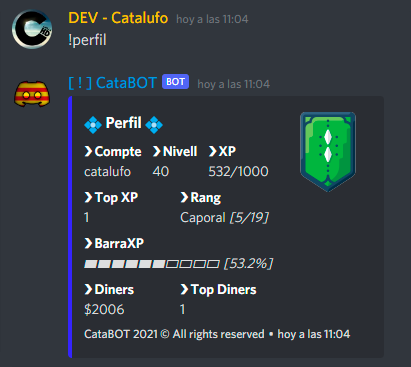 DEV - Catalufo hoy a las 11:04
!perfil
[ ! ] CataBOT BOT hoy a las 11:04
💠 Perfil 💠
❯Compte ❯Nivell ❯XP
catalufo 40 532/1000
❯Top XP ❯Rang
1 Caporal [5/19]
❯BarraXP
[53.2%]
❯Diners ❯Top Diners
$2006 1
CataBOT 2021 © All rights reserved • hoy a las 11:04